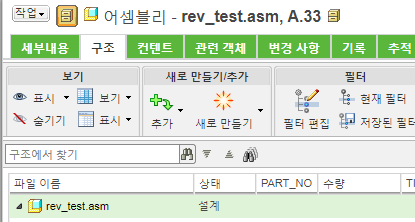 작업 어셈블리 - rev_test.asm, A.33
세부내용 구조 컨텐트 관련 객체 변경 사항 기록 추적
보기 새로 만들기/추가 필터
표시 보기 현재 필터
숨기기 표시 추가 새로 만들기 필터 편집 저장된 필터
구조에서 찾기
파일 이름 상태 PART_NO 수량
rev_test.asm 설계